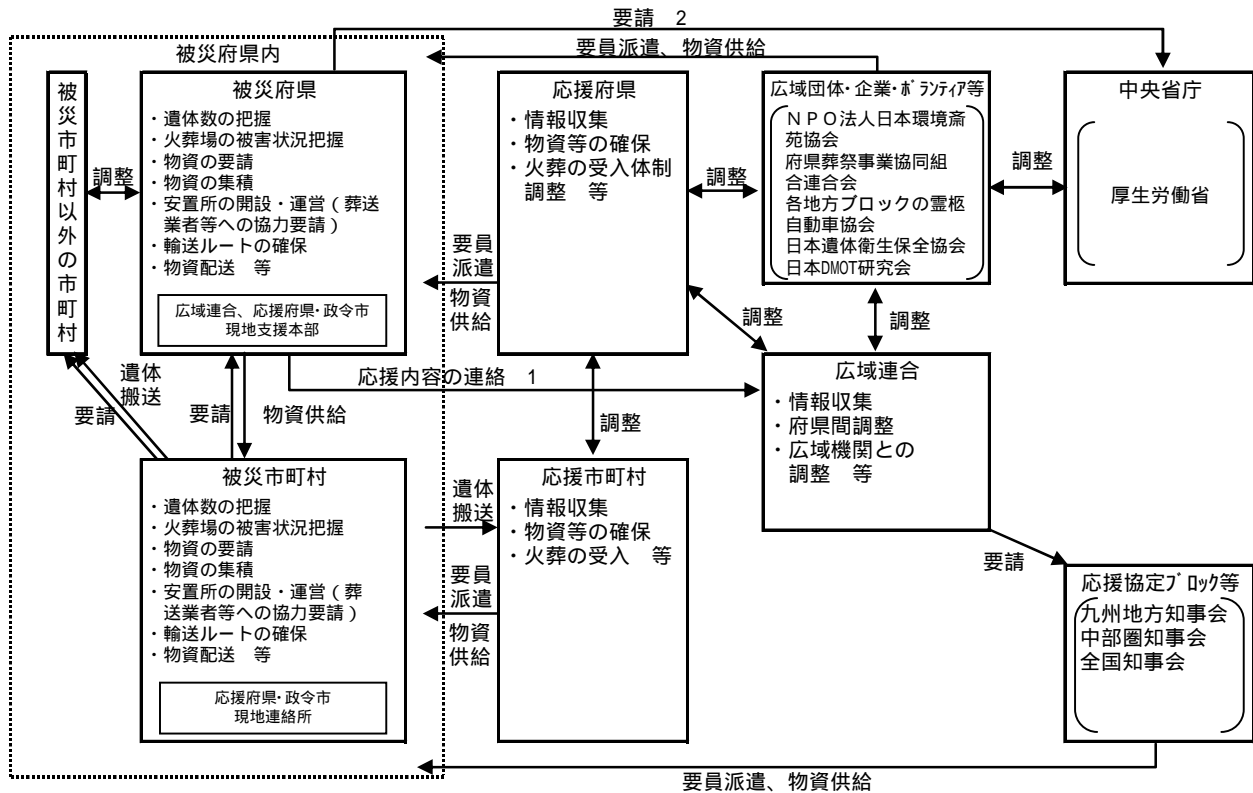 要請 2
被災府県内
要員派遣、物資供給
被災市町村以外の市町村
調整
被災府県
・遺体数の把握
・火葬場の被害状況把握
・物資の要請
・物資の集積
・安置所の開設・運営(葬送
業者等への協力要請)
・輸送ルートの確保
・物資配送 等
広域連合、応援府県・政令市
現地支援本部
応援府県
・情報収集
・物資等の確保
・火葬の受入体制
調整 等
要員
派遣
物資
供給
調整
広域団体・企業・ボランティア等
NPO法人日本環境斎
苑協会
府県葬祭事業協同組
合連合会
各地方ブロックの霊柩
自動車協会
日本遺体衛生保全協会
日本DMOT研究会
調整
中央省庁
厚生労働省
調整
調整
遺体
搬送
要請
要請
物資供給
応援内容の連絡 1
調整
広域連合
・情報収集
・府県間調整
・広域機関との
調整 等
被災市町村
・遺体数の把握
・火葬場の被害状況把握
・物資の要請
・物資の集積
・安置所の開設・運営(葬
送業者等への協力要請)
・輸送ルートの確保
・物資配送 等
応援府県・政令市
現地連絡所
遺体
搬送
要員
派遣
物資
供給
応援市町村
・情報収集
・物資等の確保
・火葬の受入 等
要請
応援協定ブロック等
九州地方知事会
中部圏知事会
全国知事会
要員派遣、物資供給